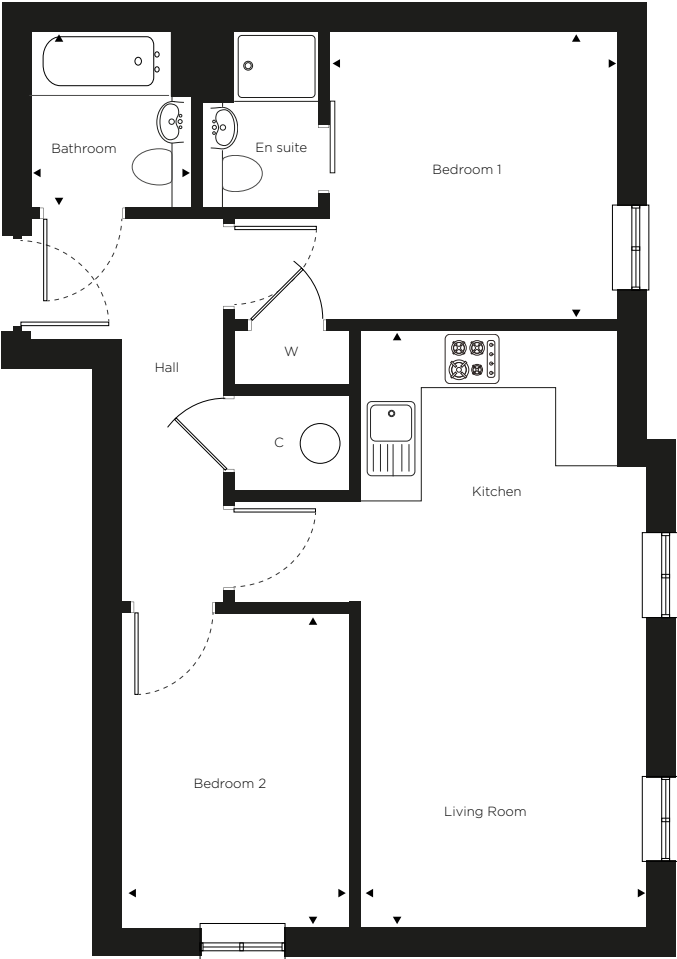 Bathroom
En suite
Bedroom 1
W
Hall
C
Kitchen
Bedroom 2
Living Room